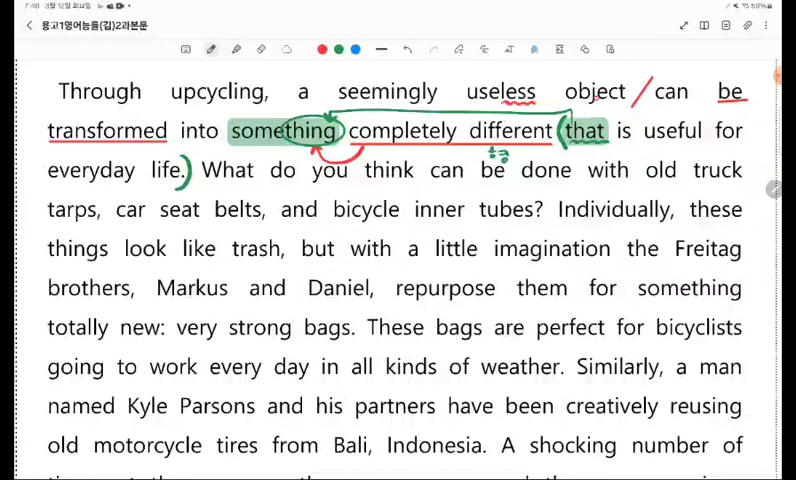 7:40 3월 12일 화요일
59%
용고1영어능률(김)2과본문
Through upcycling, a seemingly useless object / can be
transformed into something completely different (that is useful for
everyday life.) What do you think can be done with old truck
tarps, car seat belts, and bicycle inner tubes? Individually, these
things look like trash, but with a little imagination the Freitag
brothers, Markus and Daniel, repurpose them for something
totally new: very strong bags. These bags are perfect for bicyclists
going to work every day in all kinds of weather. Similarly, a man
named Kyle Parsons and his partners have been creatively reusing
old motorcycle tires from Bali, Indonesia. A shocking number of